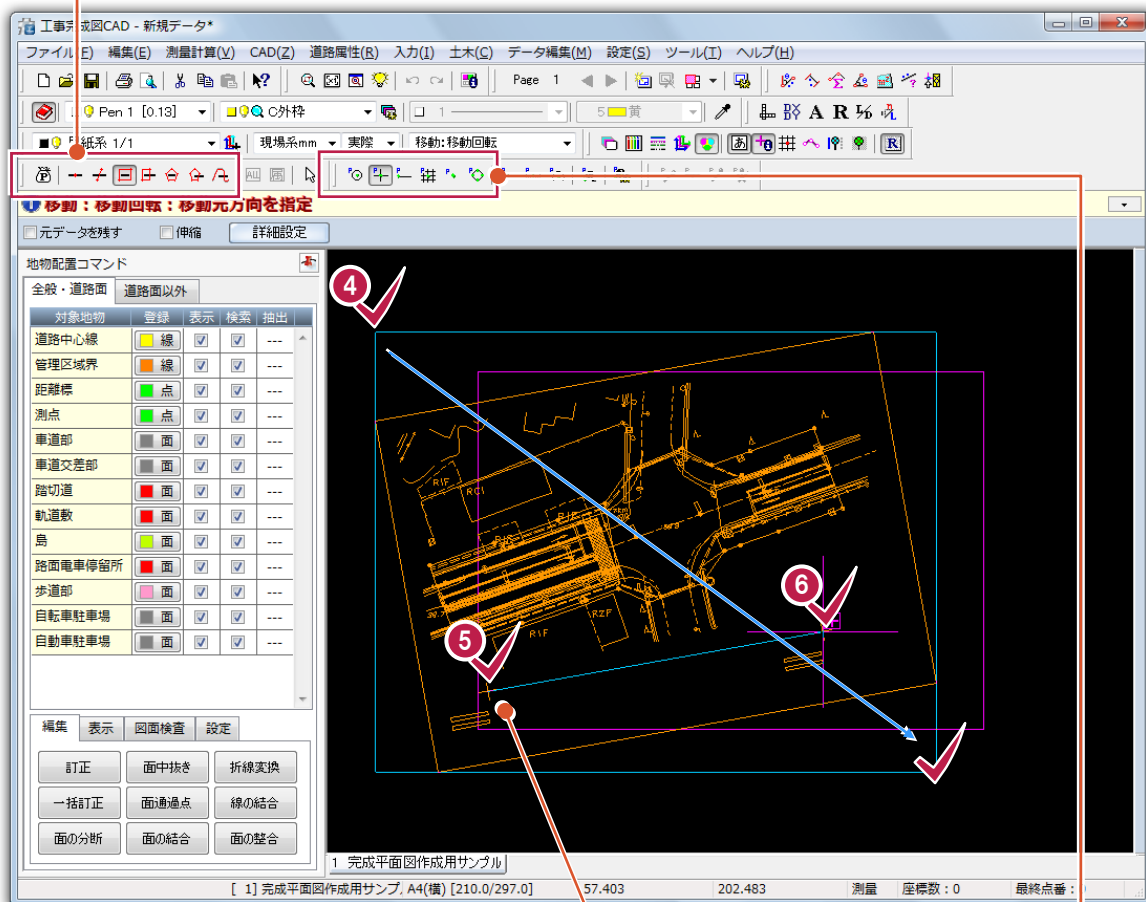 工事完成図CAD - 新規データ*
ファイル(F) 編集(E) 測量計算(V) CAD(Z) 道路属性(R) 入力(I) 土木(C) データ編集(M) 設定(S) ツール(T) ヘルプ(H)
Page 1
Pen 1 [0.13] C外枠 1 5 黄 A R
用紙系 1/1 現場系mm 実際 移動:移動回転 あ R
移動：移動回転：移動元方向を指定
元データを残す 伸縮 詳細設定
地物配置コマンド
全般・道路面 道路面以外
対象地物 登録 表示 検索 抽出
道路中心線 線 ---
管理区域界 線 ---
距離標 点 ---
測点 点 ---
車道部 面 ---
車道交差部 面 ---
踏切道 面 ---
軌道敷 面 ---
島 面 ---
路面電車停留所 面 ---
歩道部 面 ---
自転車駐車場 面 ---
自動車駐車場 面 ---
編集 表示 図面検査 設定
訂正 面中抜き 折線変換
一括訂正 面通過点 線の結合
面の分断 面の結合 面の整合
4
5
6
1 完成平面図作成用サンプル
[ 1] 完成平面図作成用サンプ A4(横) [210.0/297.0] 57.403 202.483 測量 座標数：0 最終点番：